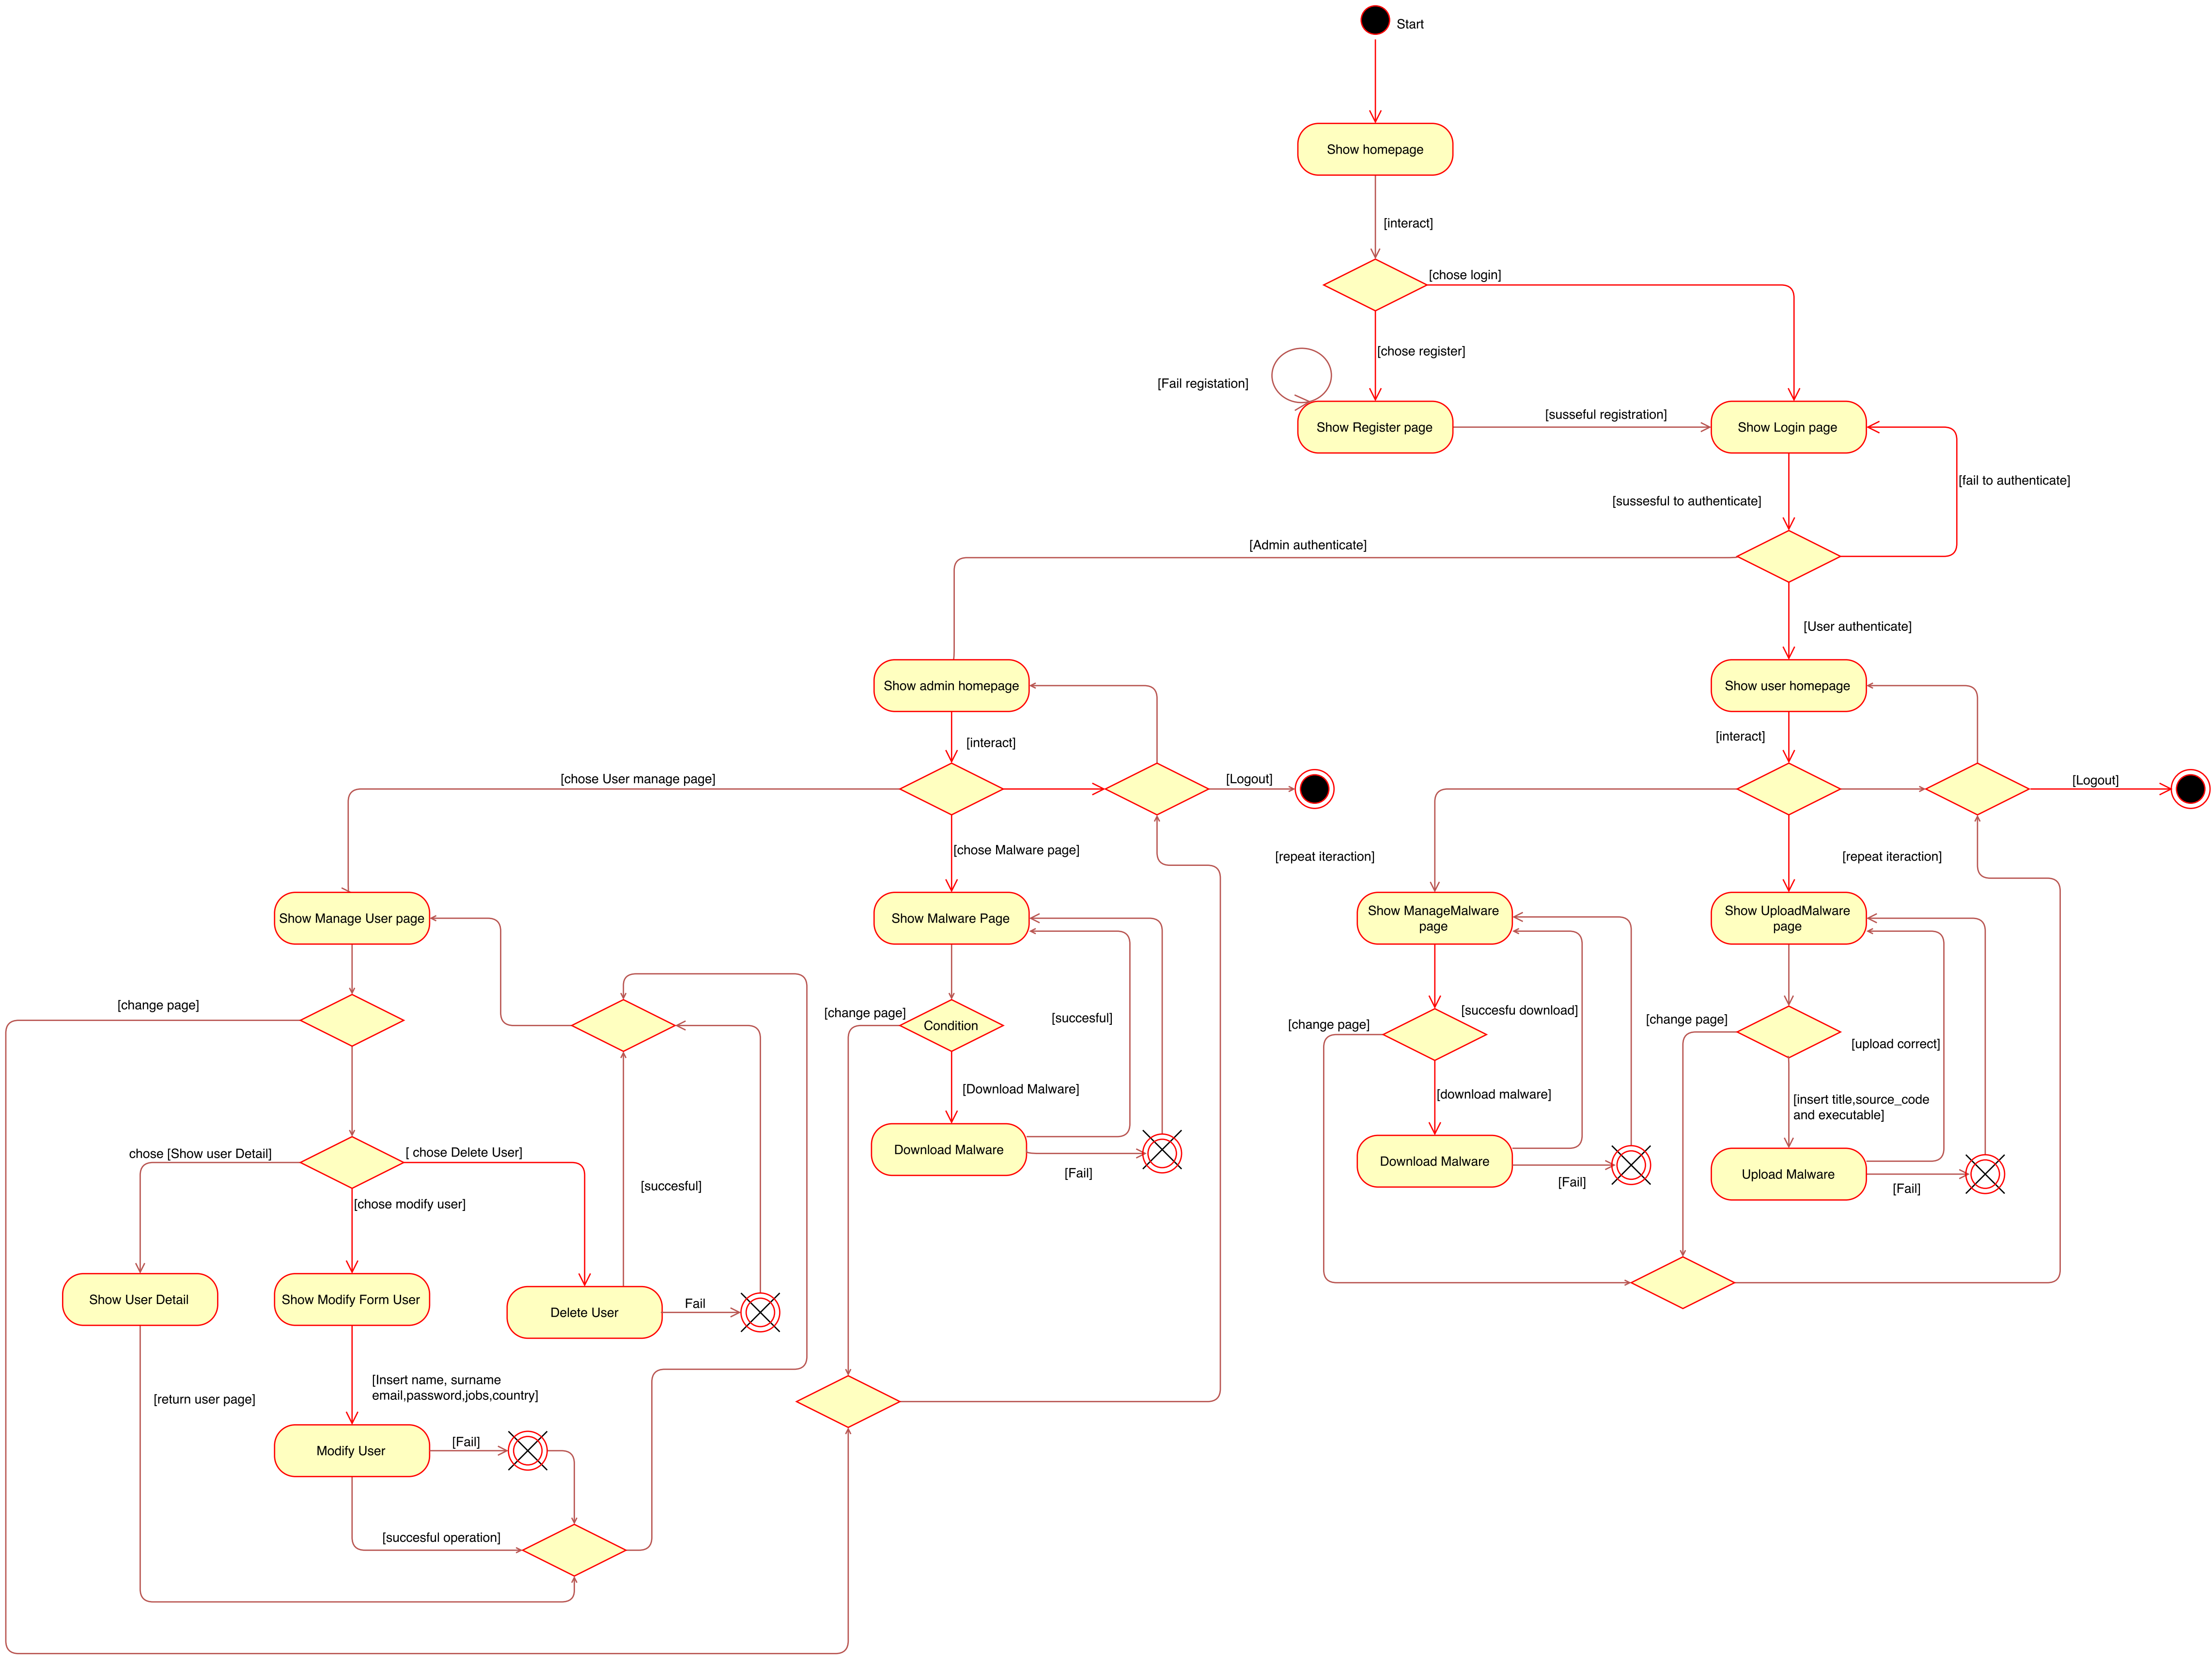 Start
Show homepage
[interact]
[chose login]
[chose register]
[Fail registation]
Show Register page
[susseful registration]
Show Login page
[fail to authenticate]
[sussesful to authenticate]
[Admin authenticate]
[User authenticate]
Show admin homepage
Show user homepage
[interact]
[interact]
[chose User manage page]
[Logout]
[Logout]
[chose Malware page]
[repeat iteraction]
[repeat iteraction]
Show Manage User page
Show Malware Page
Show ManageMalware
page
Show UploadMalware
page
[change page]
[change page]
Condition
[succesful]
[change page]
[succesfu download]
[change page]
[upload correct]
[Download Malware]
[download malware]
[insert title,source_code
and executable]
chose [Show user Detail]
[ chose Delete User]
Download Malware
[Fail]
Download Malware
[Fail]
Upload Malware
[Fail]
[succesful]
[chose modify user]
Show User Detail
Show Modify Form User
Delete User
Fail
[Insert name, surname
email,password,jobs,country]
[return user page]
Modify User
[Fail]
[succesful operation]